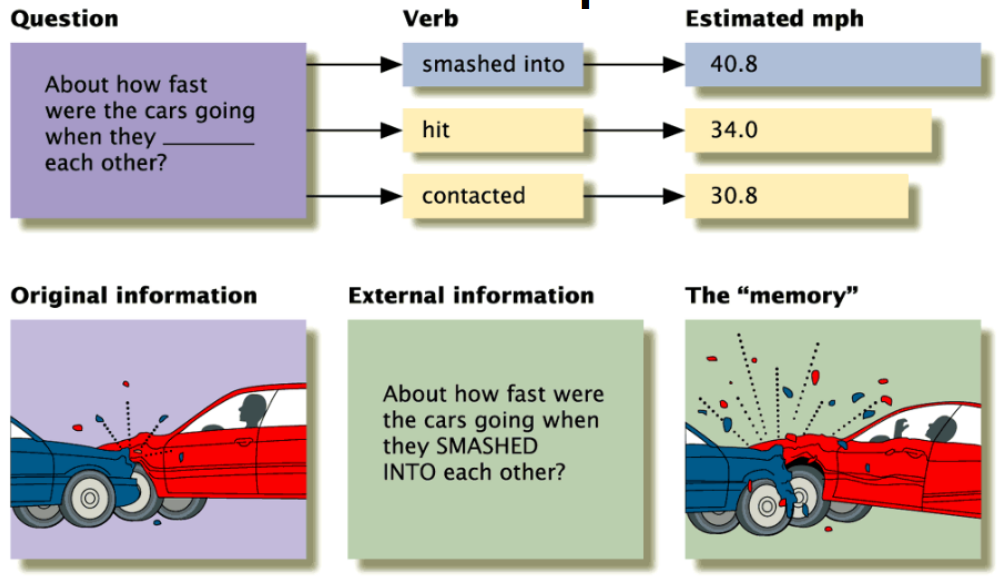 Question
Verb
Estimated mph
About how fast
were the cars going
when they ________
each other?
smashed into
40.8
hit
34.0
contacted
30.8
Original information
External information
The “memory”
About how fast were
the cars going when
they SMASHED
INTO each other?